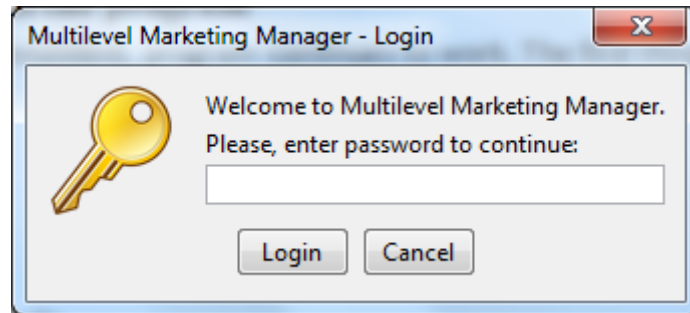 Multilevel Marketing Manager - Login
Welcome to Multilevel Marketing Manager.
Please, enter password to continue:
Login Cancel